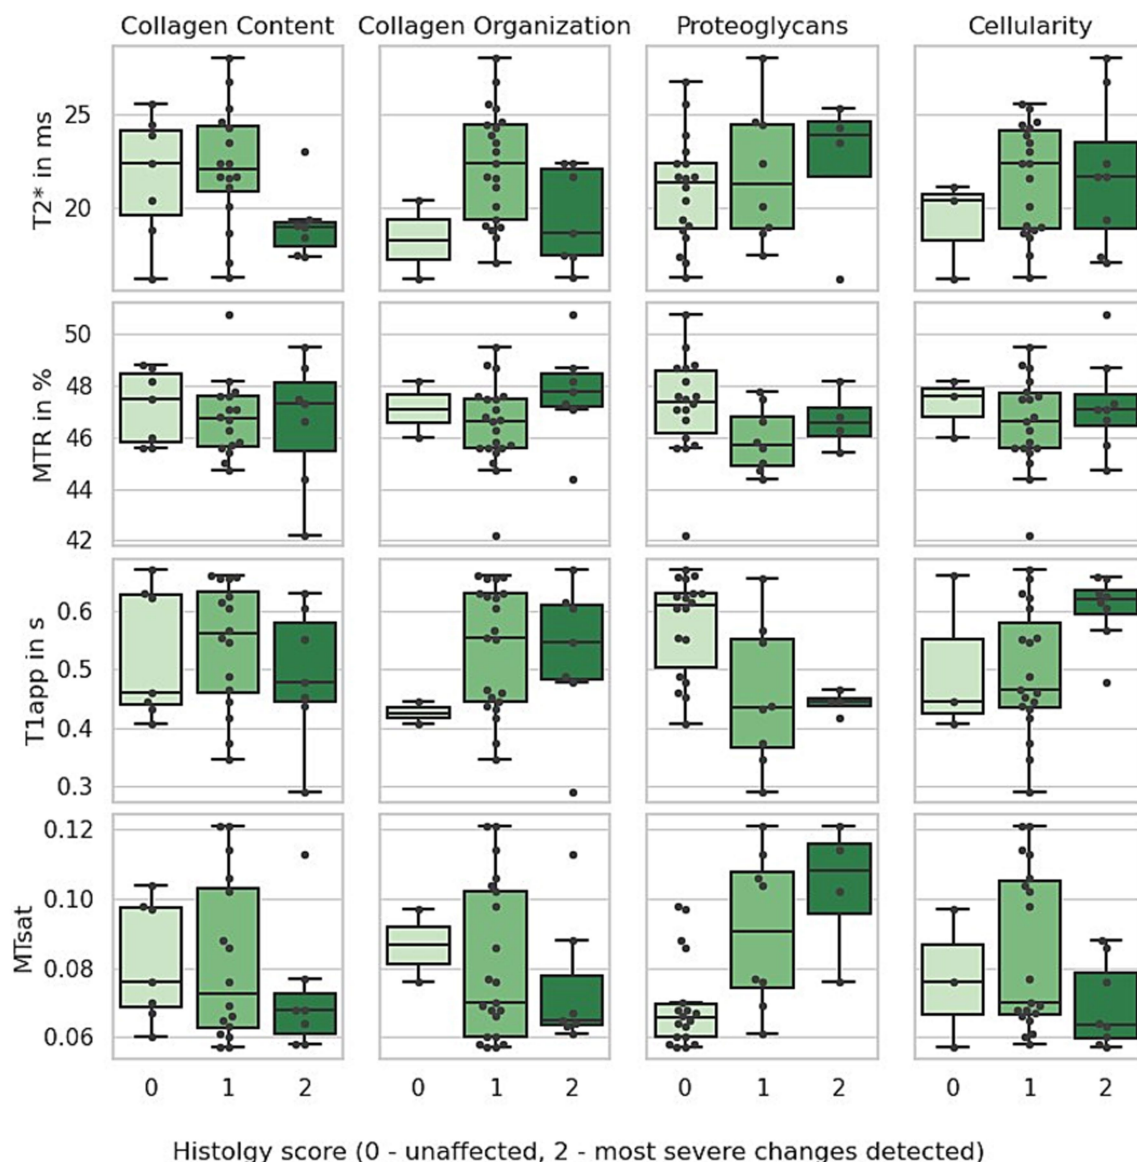 Collagen Content Collagen Organization Proteoglycans Cellularity
T2* in ms
25
20
MTR in %
50
48
46
44
42
T1app in s
0.6
0.5
0.4
0.3
MTsat
0.12
0.10
0.08
0.06
0 1 2 0 1 2 0 1 2 0 1 2
Histolgy score (0 - unaffected, 2 - most severe changes detected)